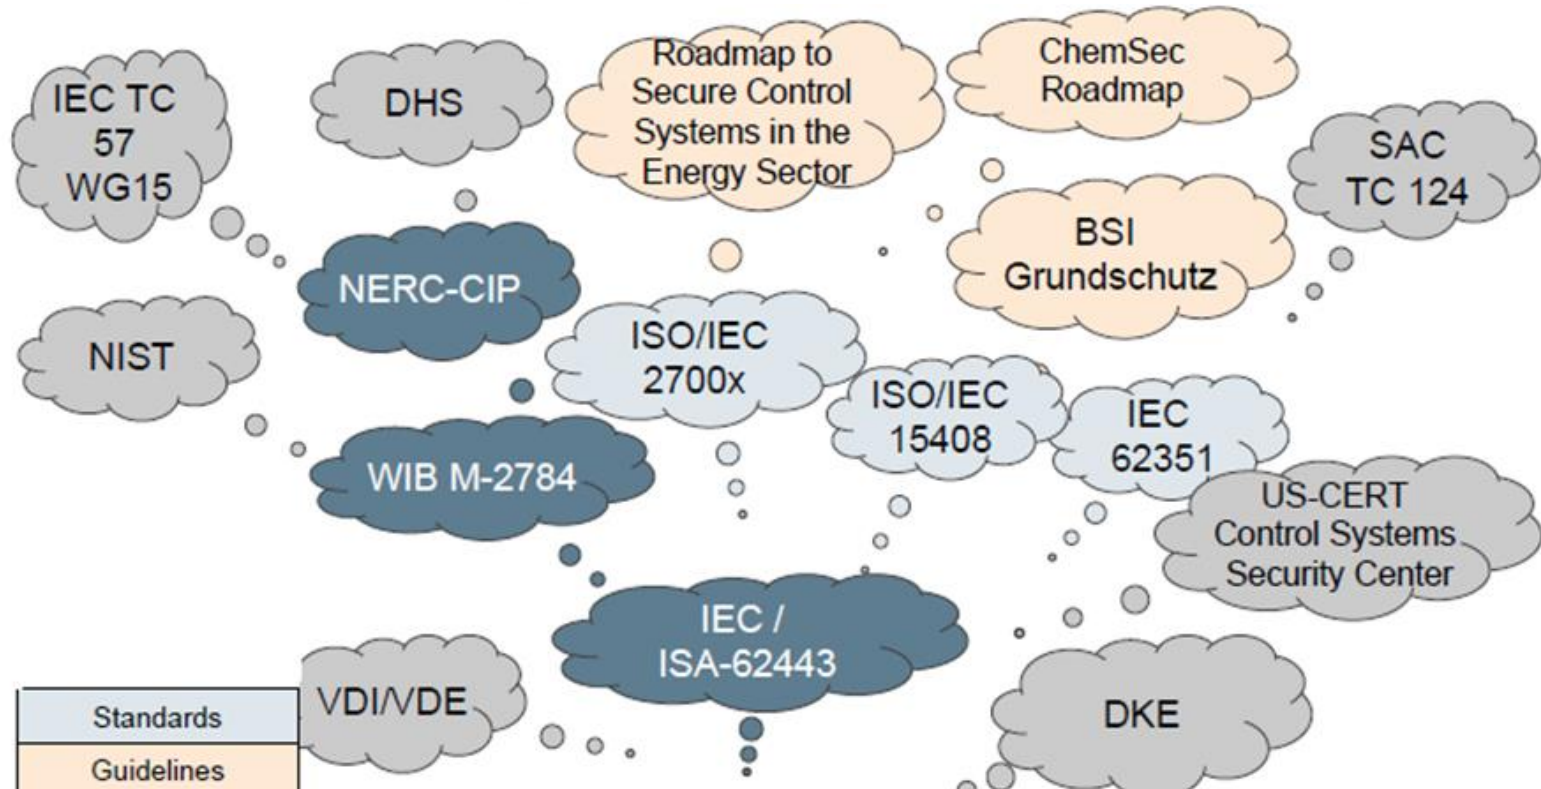 IEC TC
57
WG15
DHS
Roadmap to
Secure Control
Systems in the
Energy Sector
ChemSec
Roadmap
SAC
TC 124
NERC-CIP
BSI
Grundschutz
NIST
ISO/IEC
2700x
ISO/IEC
15408
IEC
62351
WIB M-2784
US-CERT
Control Systems
Security Center
IEC /
ISA-62443
VDI/VDE
DKE
Standards
Guidelines